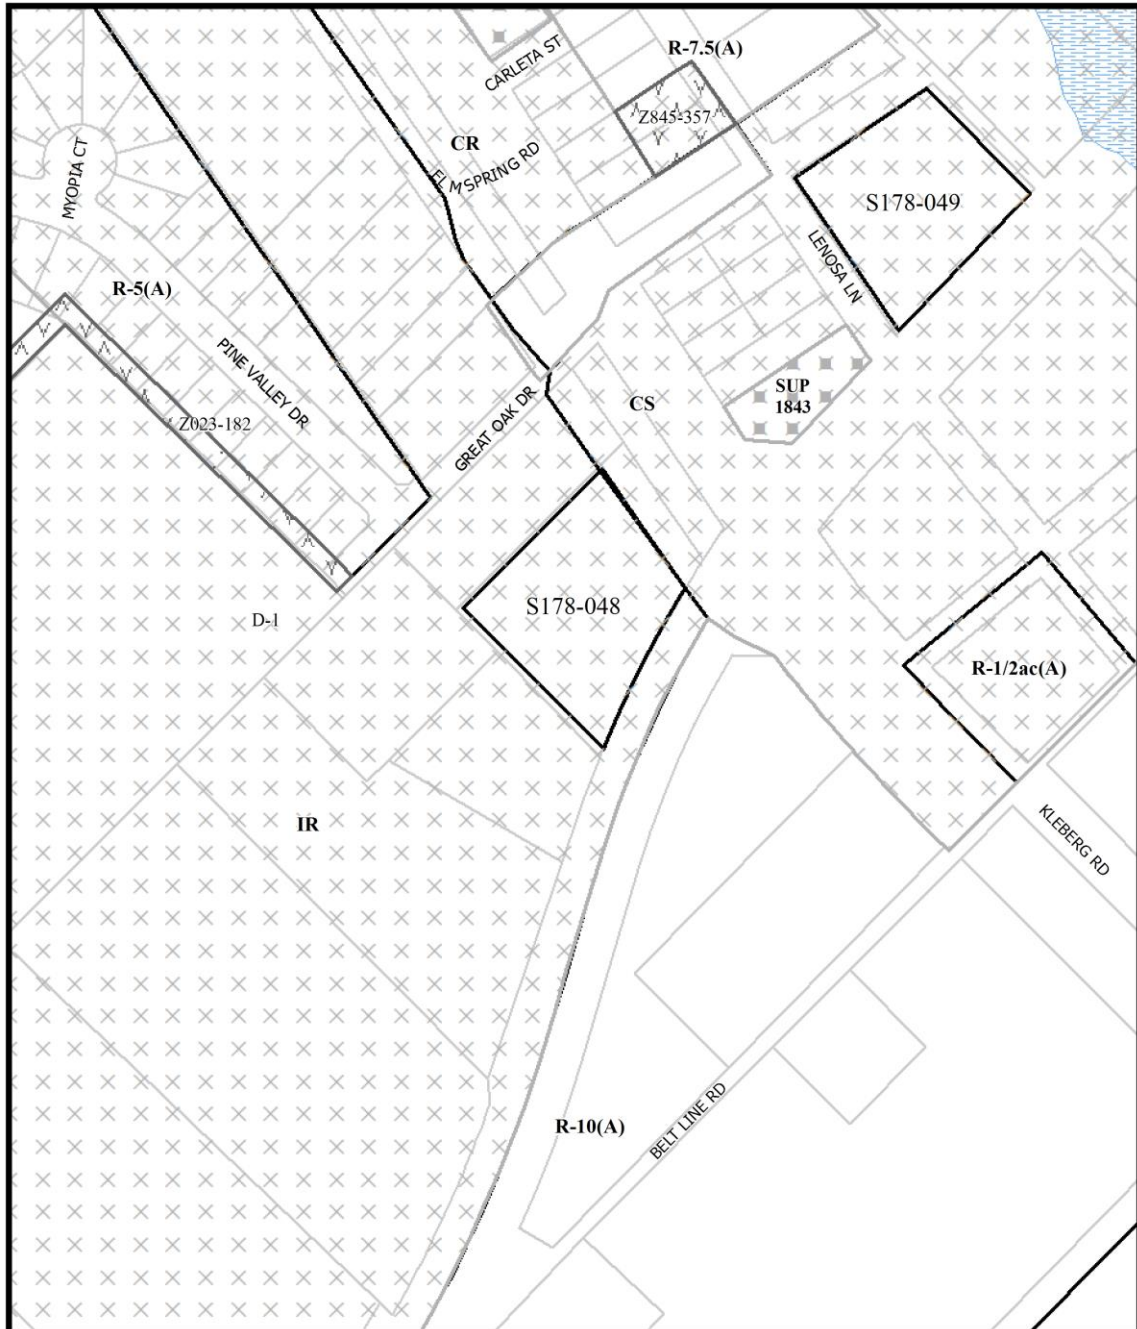 R-7.5(A)
CARLETA ST
Z845-357
CR
ELMSPRING RD
MYOPIA CT
S178-049
LENOSA LN
R-5(A)
PINE VALLEY DR
Z023-182
GREAT OAK DR
CS
SUP
1843
S178-048
D-1
R-1/2ac(A)
IR
KLEBERG RD
R-10(A)
BELT LINE RD